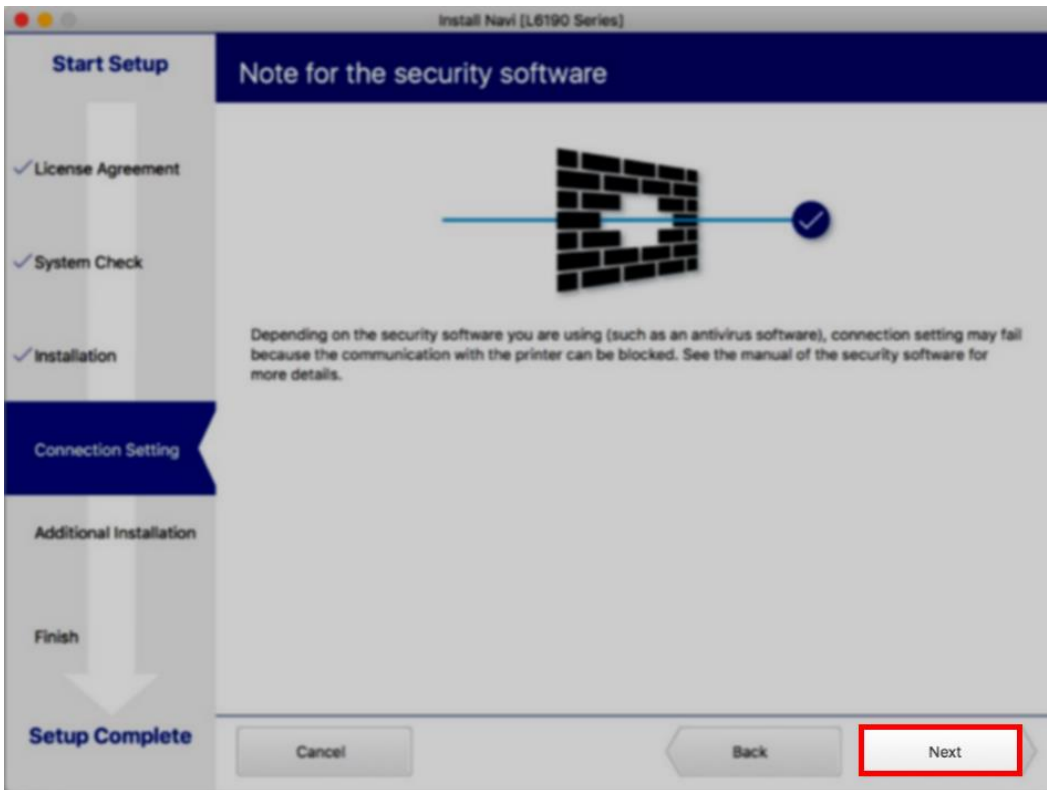 Install Navi [L6190 Series]
Start Setup
License Agreement
System Check
Installation
Connection Setting
Additional Installation
Finish
Setup Complete
Note for the security software
Depending on the security software you are using (such as an antivirus software), connection setting may fail
because the communication with the printer can be blocked. See the manual of the security software for
more details.
Cancel
Back
Next